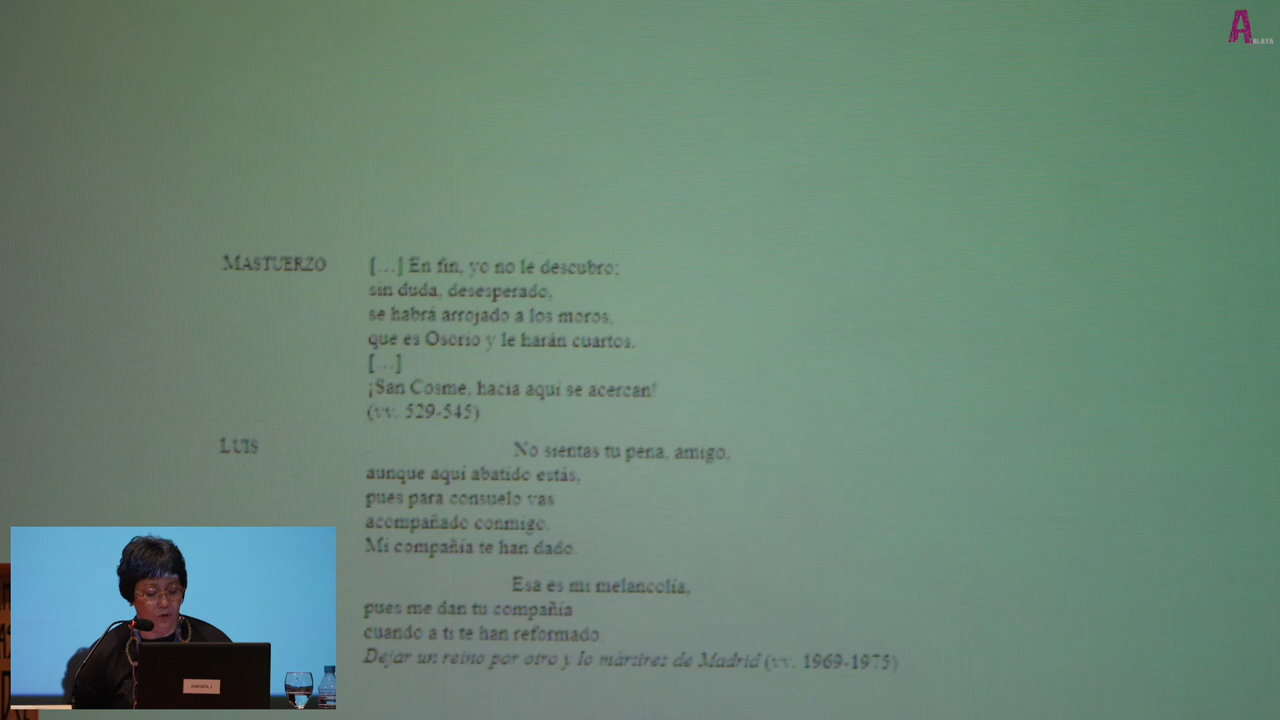 MASTUERZO [...] En fin, yo no le descubro;
sin duda, desesperado,
se habrá arrojado a los moros,
que es Osorio y le harán cuartos.
[...]
¡San Cosme, hacia aquí se acercan!
(vv. 529-545)
LUIS No sientas tu pena, amigo,
aunque aquí abatido estás,
pues para consuelo vas
acompañado conmigo.
Mi compañía te han dado.
Esa es mi melancolía,
pues me dan tu compañía
cuando a ti te han reformado.
Dejar un reino por otro y lo mártires de Madrid (vv. 1969-1975)